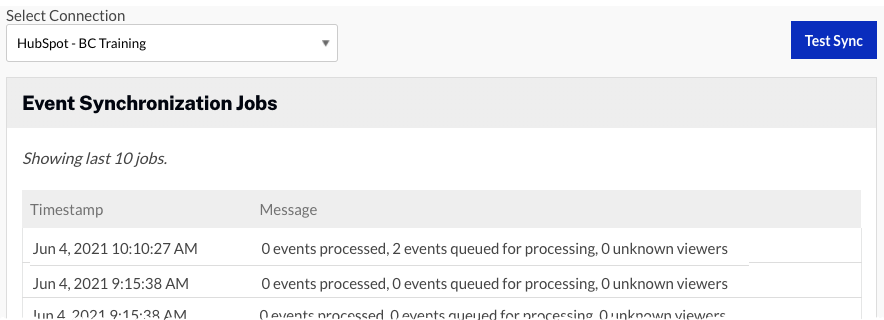 Select Connection
HubSpot - BC Training
Test Sync
Event Synchronization Jobs
Showing last 10 jobs.
Timestamp Message
Jun 4, 2021 10:10:27 AM 0 events processed, 2 events queued for processing, 0 unknown viewers
Jun 4, 2021 9:15:38 AM 0 events processed, 0 events queued for processing, 0 unknown viewers
Jun 4, 2021 9:15:38 AM 0 events processed, 0 events queued for processing, 0 unknown viewers